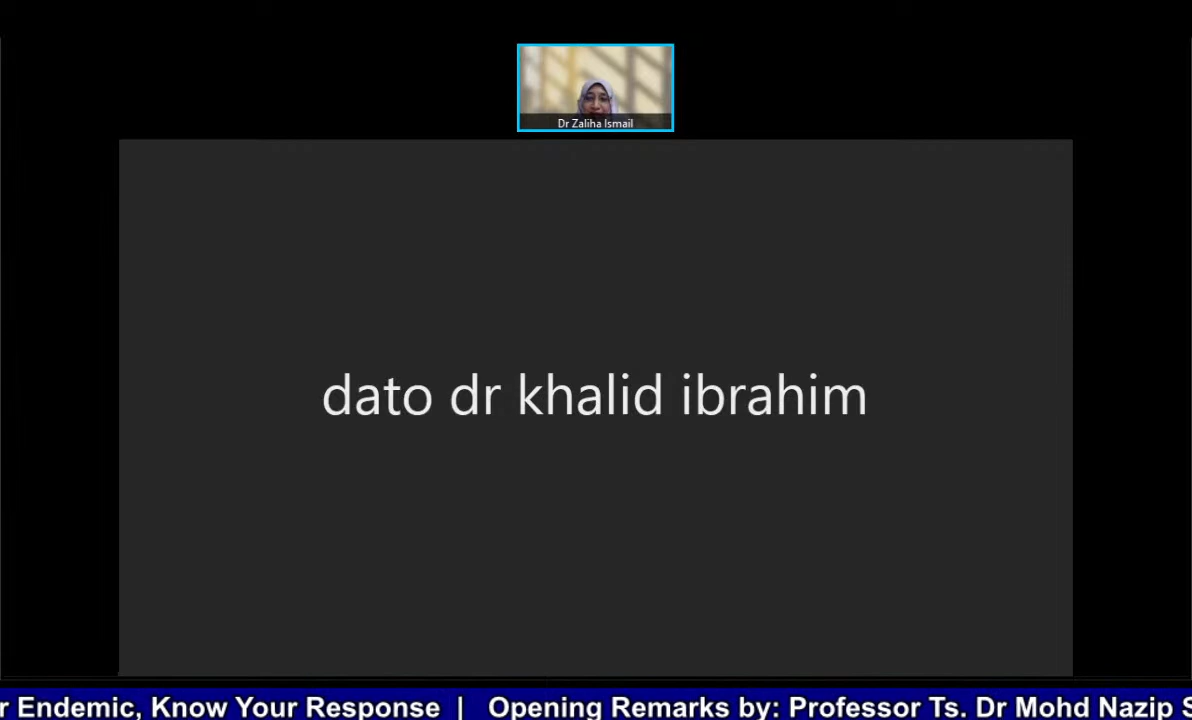 Dr Zaliha Ismail
dato dr khalid ibrahim
r Endemic, Know Your Response | Opening Remarks by: Professor Ts. Dr Mohd Nazip S